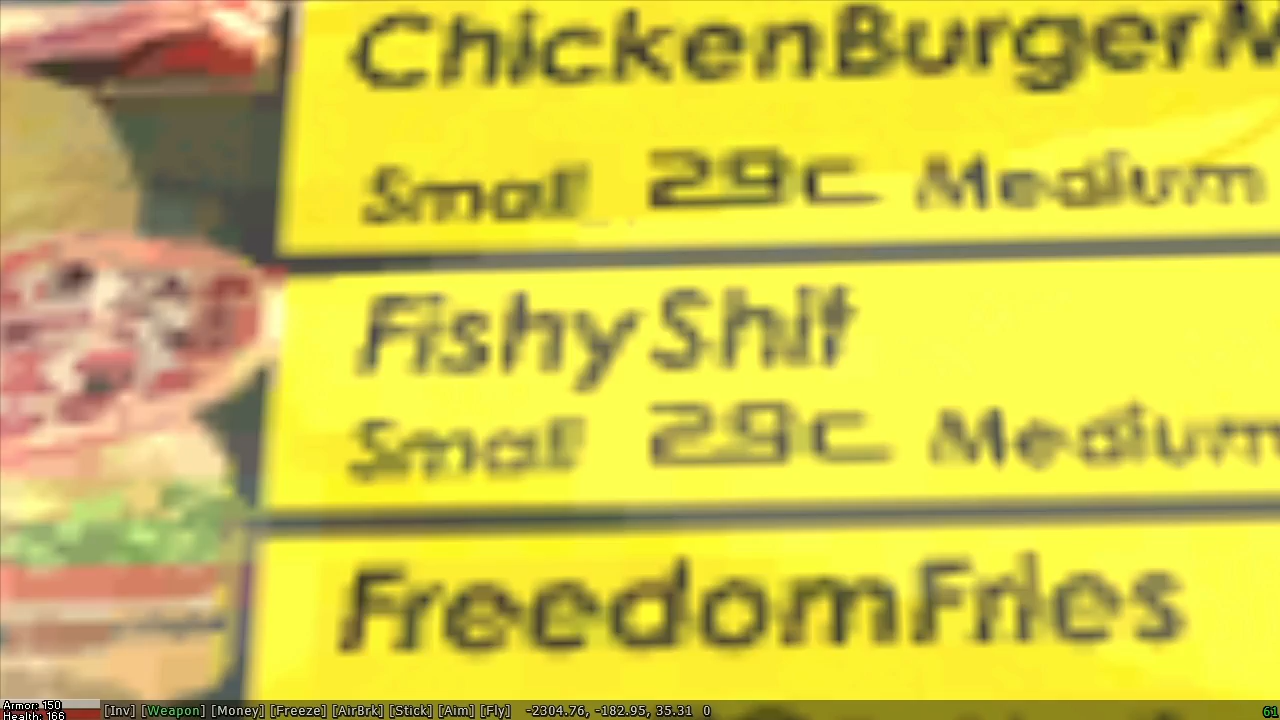 ChickenBurgerM
Small 29c Medium
FishyShit
Small 29c Medium
FreedomFries
Armor: 150
Health: 166
[Inv] [Weapon] [Money] [Freeze] [AirBrk] [Stick] [Aim] [Fly] -2304.76, -182.95, 35.31 0
61